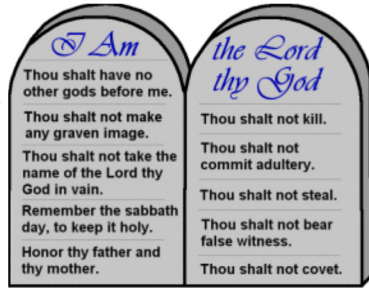 I Am
Thou shalt have no
other gods before me.
Thou shalt not make
any graven image.
Thou shalt not take the
name of the Lord thy
God in vain.
Remember the sabbath
day, to keep it holy.
Honor thy father and
thy mother.
the Lord
thy God
Thou shalt not kill.
Thou shalt not
commit adultery.
Thou shalt not steal.
Thou shalt not bear
false witness.
Thou shalt not covet.